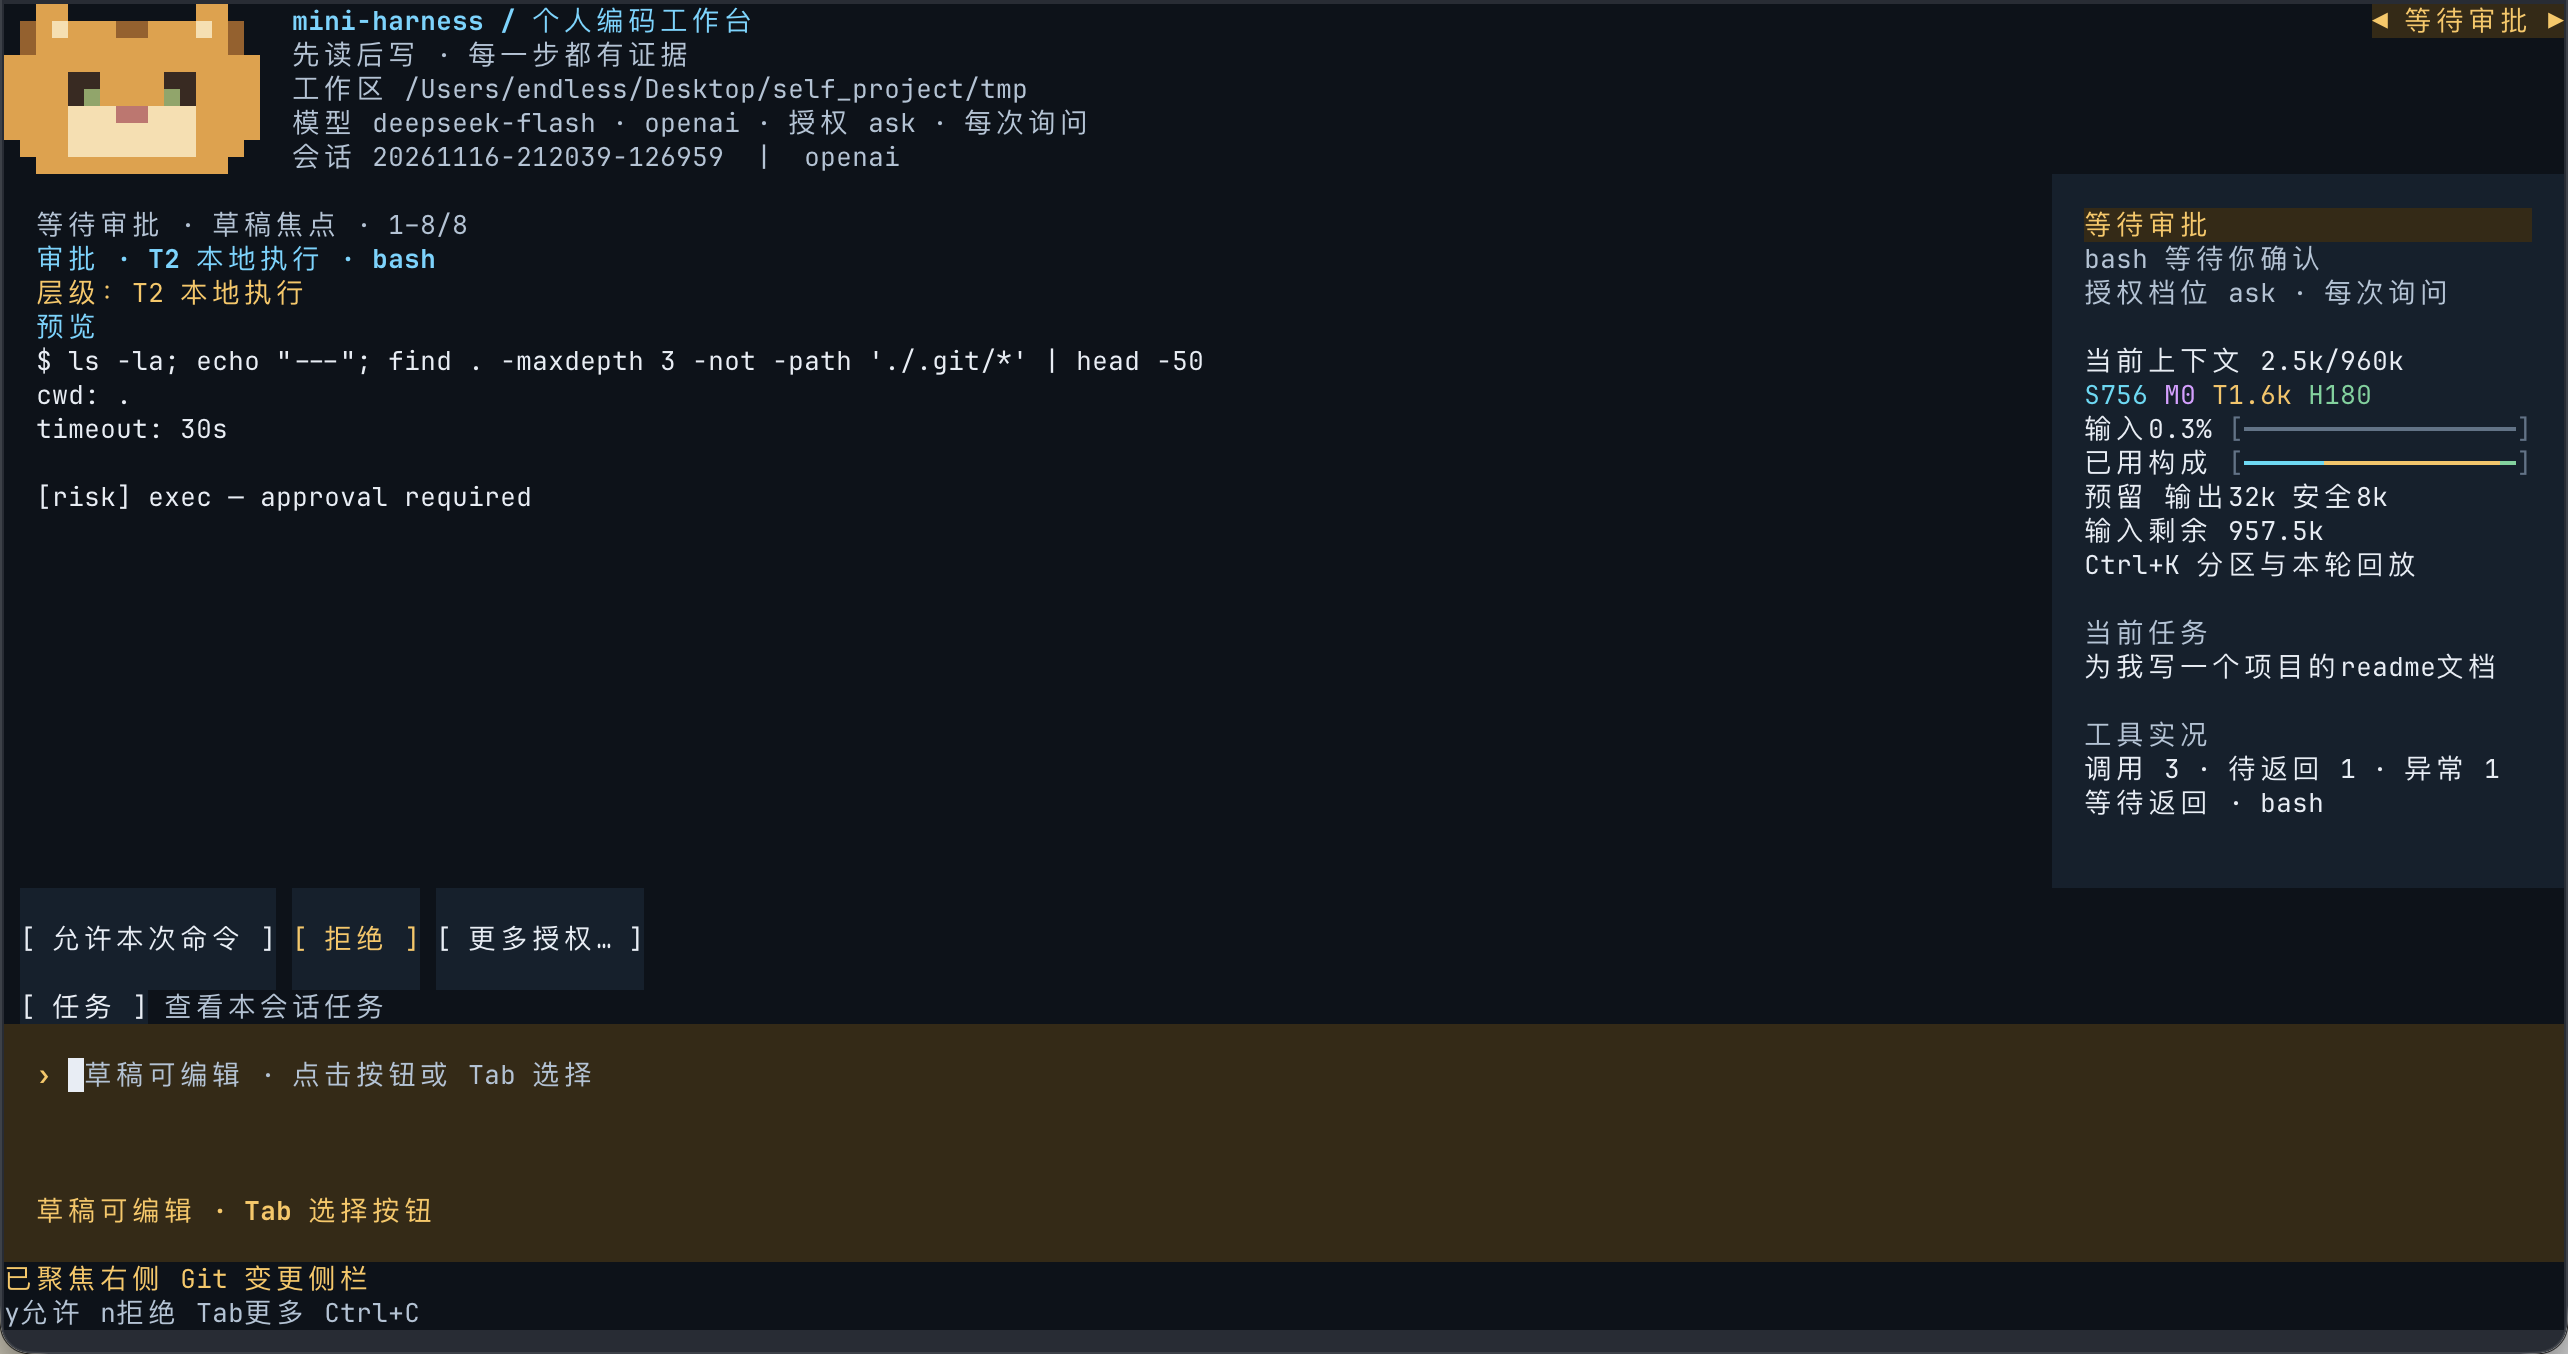 mini-harness / 个人编码工作台
◀ 等待审批 ▶
先读后写 · 每一步都有证据
工作区 /Users/endless/Desktop/self_project/tmp
模型 deepseek-flash · openai · 授权 ask · 每次询问
会话 20261116-212039-126959 | openai
等待审批 · 草稿焦点 · 1-8/8
审批 · T2 本地执行 · bash
层级: T2 本地执行
预览
$ ls -la; echo "---"; find . -maxdepth 3 -not -path './.git/*' | head -50
cwd: .
timeout: 30s
[risk] exec — approval required
等待审批
bash 等待你确认
授权档位 ask · 每次询问
当前上下文 2.5k/960k
S756 M0 T1.6k H180
输入0.3% [━━━━━━━━━━━━━━━━━]
已用构成 [━━━━━━━━━━━━━━━━━]
预留 输出32k 安全8k
输入剩余 957.5k
Ctrl+K 分区与本轮回放
当前任务
为我写一个项目的readme文档
工具实况
调用 3 · 待返回 1 · 异常 1
等待返回 · bash
[ 允许本次命令 ] [ 拒绝 ] [ 更多授权… ]
[ 任务 ] 查看本会话任务
› 草稿可编辑 · 点击按钮或 Tab 选择
草稿可编辑 · Tab 选择按钮
已聚焦右侧 Git 变更侧栏
y允许 n拒绝 Tab更多 Ctrl+C